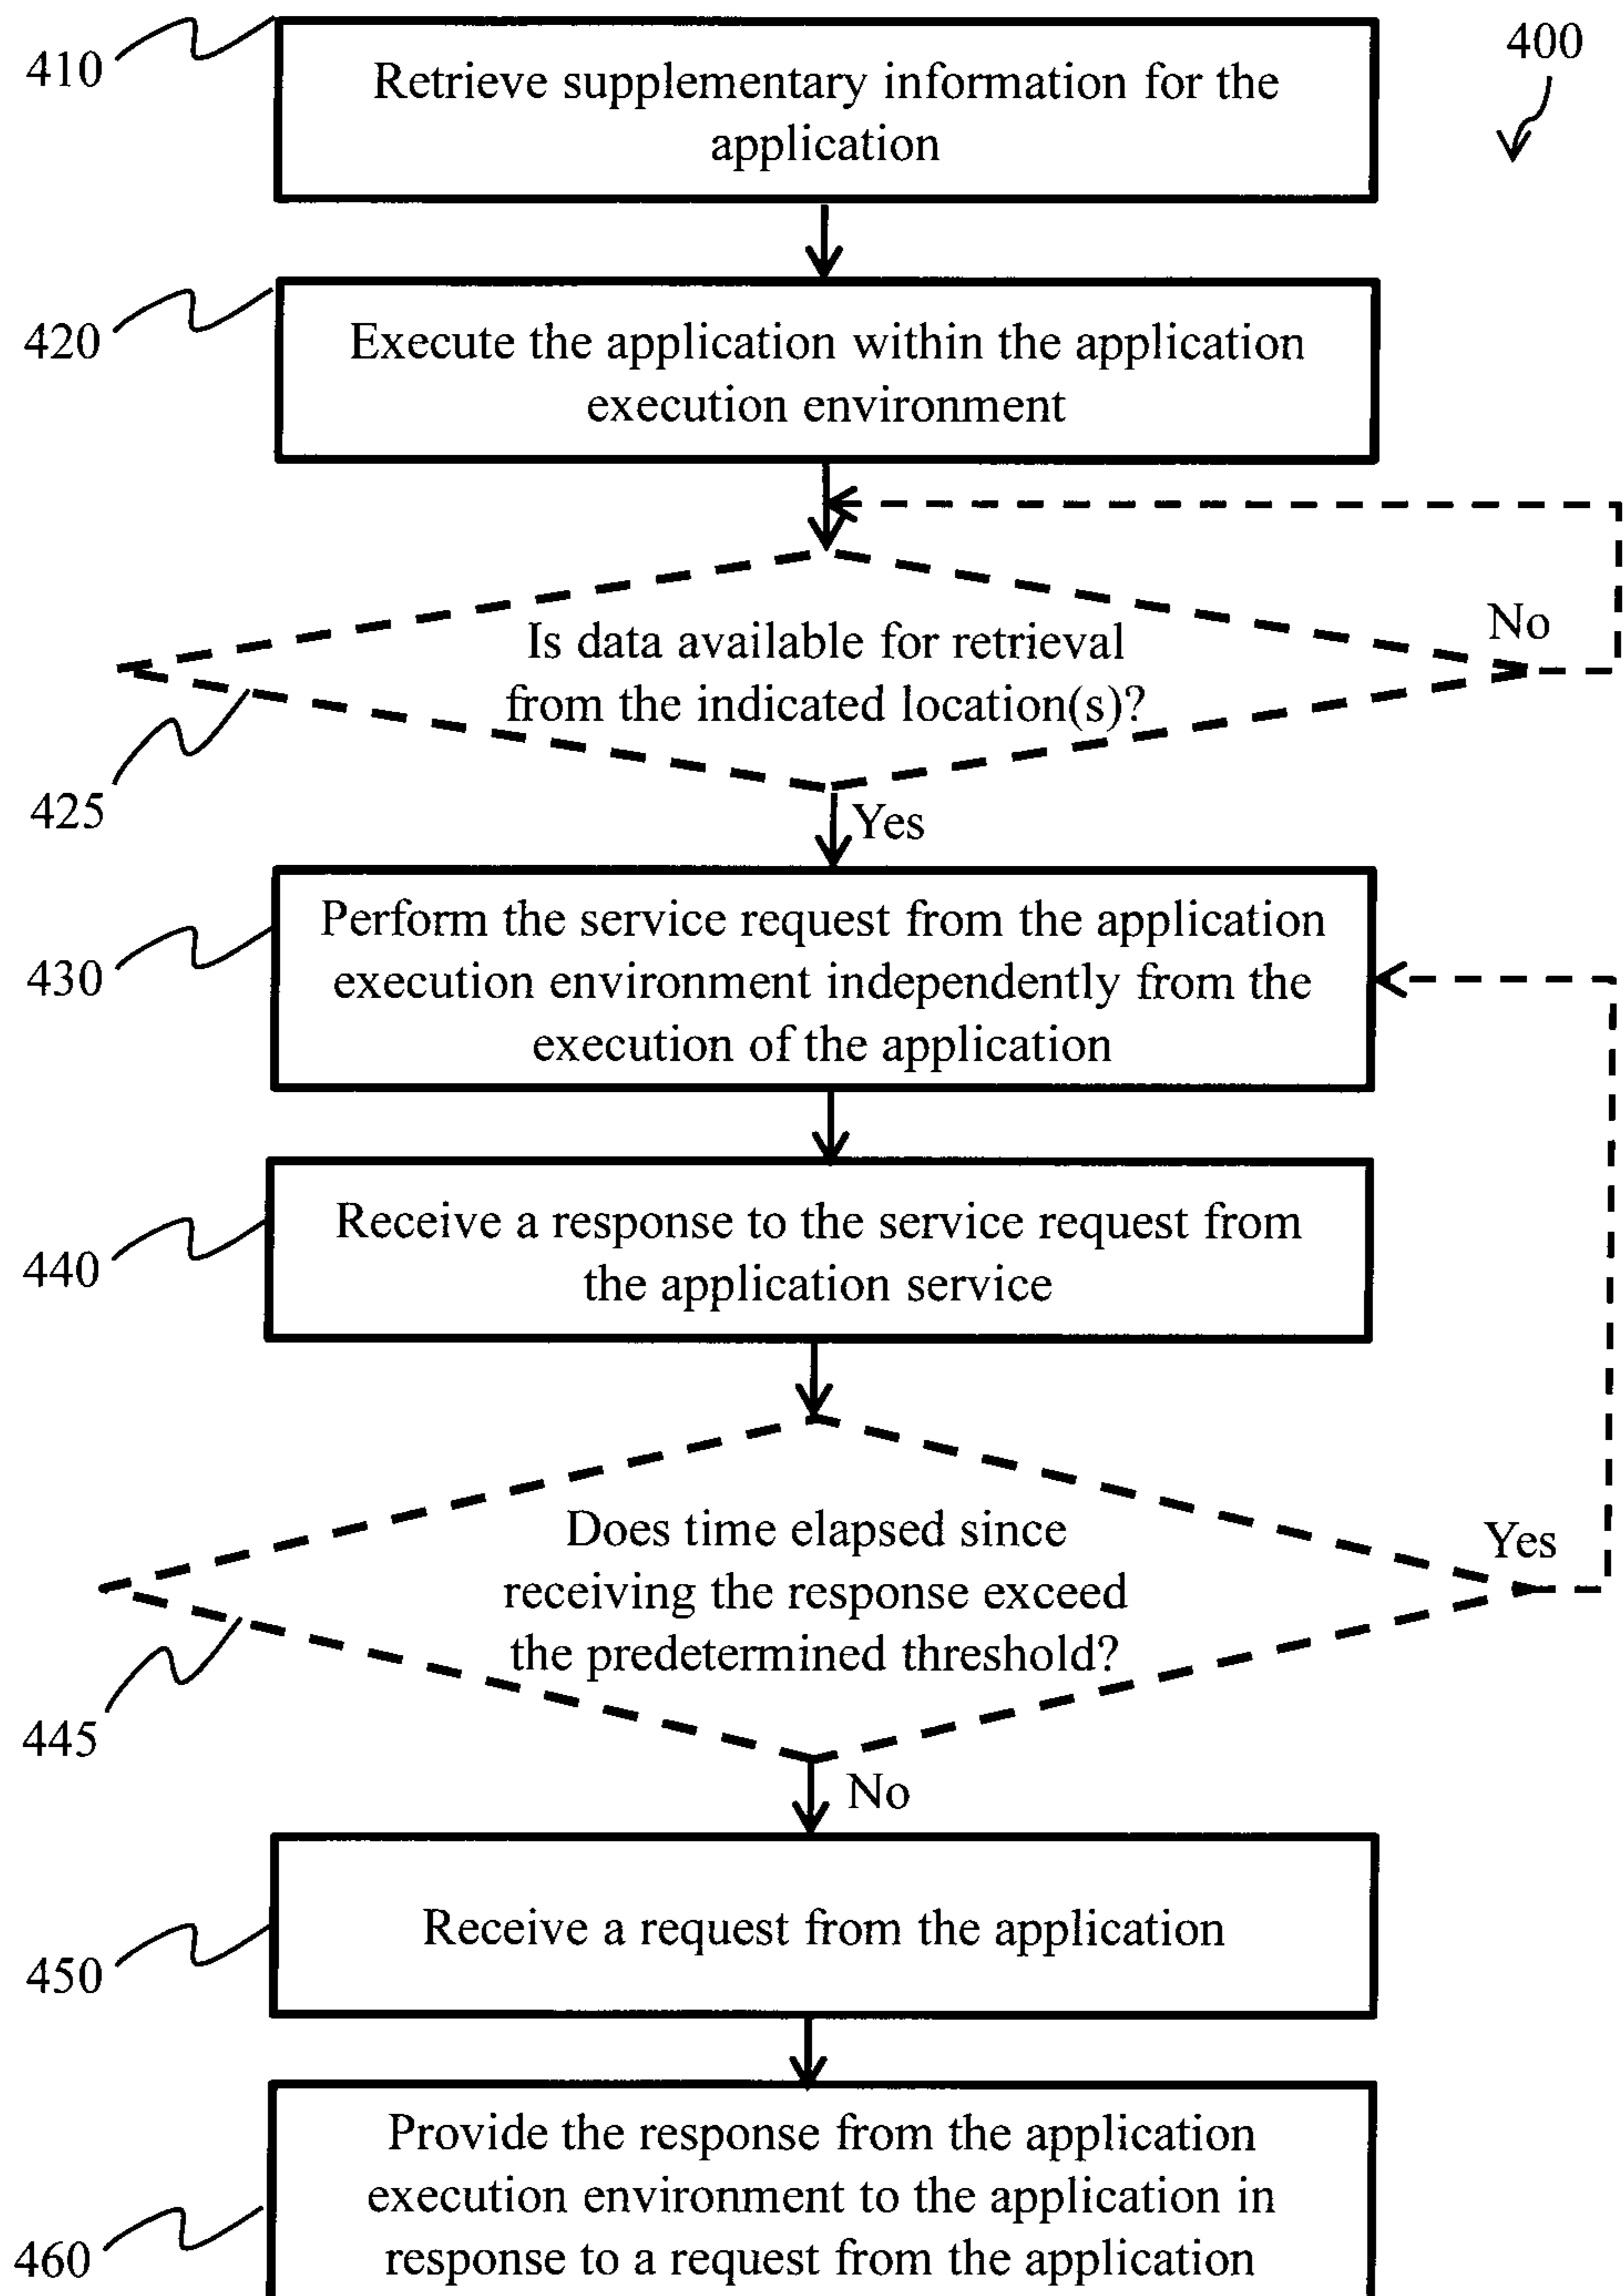 410
400
Retrieve supplementary information for the
application
420
Execute the application within the application
execution environment
No
Is data available for retrieval
from the indicated location(s)?
425
Yes
430
Perform the service request from the application
execution environment independently from the
execution of the application
440
Receive a response to the service request from
the application service
Does time elapsed since
Yes
receiving the response exceed
the predetermined threshold?
445
No
450
Receive a request from the application
Provide the response from the application
execution environment to the application in
460
response to a request from the application